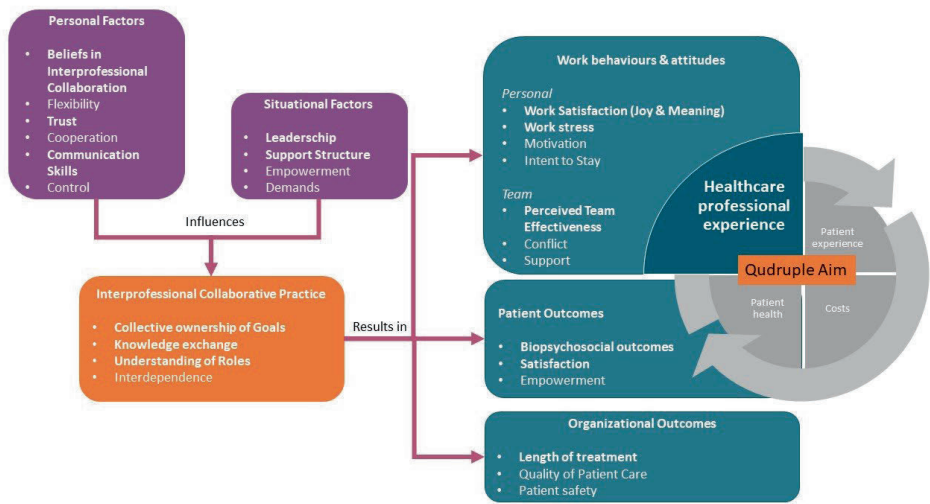 Personal Factors
• Beliefs in
Interprofessional
Collaboration
• Flexibility
• Trust
• Cooperation
• Communication
Skills
• Control
Situational Factors
• Leaderschip
• Support Structure
• Empowerment
• Demands
Influences
Interprofessional Collaborative Practice
• Collective ownership of Goals
• Knowledge exchange
• Understanding of Roles
• Interdependence
Results in
Work behaviours & attitudes
Personal
• Work Satisfaction (Joy & Meaning)
• Work stress
• Motivation
• Intent to Stay
Team
• Perceived Team
Effectiveness
• Conflict
• Support
Healthcare
professional
experience
Patient
experience
Qudruple Aim
Patient
health
Costs
Patient Outcomes
• Biopsychosocial outcomes
• Satisfaction
• Empowerment
Organizational Outcomes
• Length of treatment
• Quality of Patient Care
• Patient safety